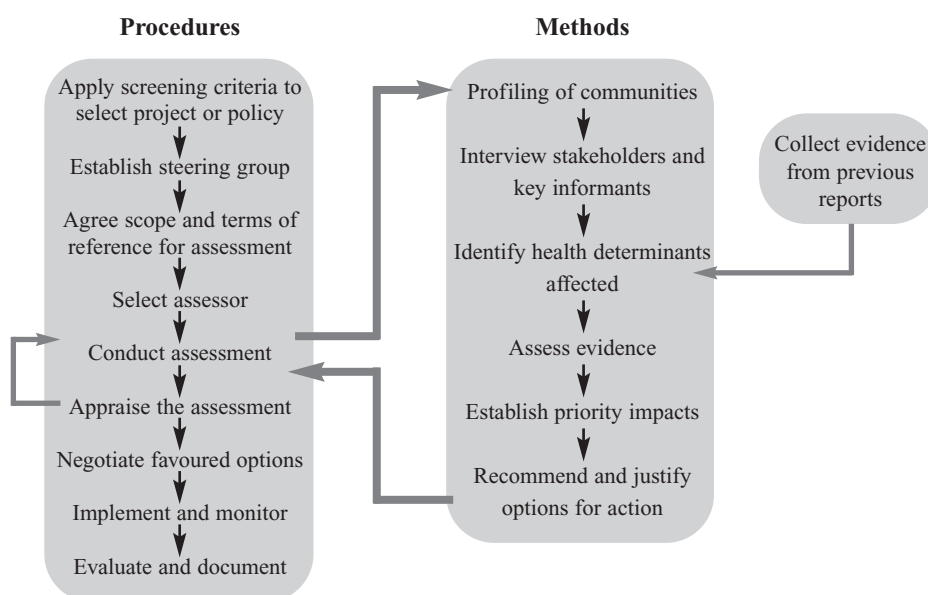 Procedures
Apply screening criteria to
select project or policy
Establish steering group
Agree scope and terms of
reference for assessment
Select assessor
Conduct assessment
Appraise the assessment
Negotiate favoured options
Implement and monitor
Evaluate and document
Methods
Profiling of communities
Interview stakeholders and
key informants
Identify health determinants
affected
Assess evidence
Establish priority impacts
Recommend and justify
options for action
Collect evidence
from previous
reports